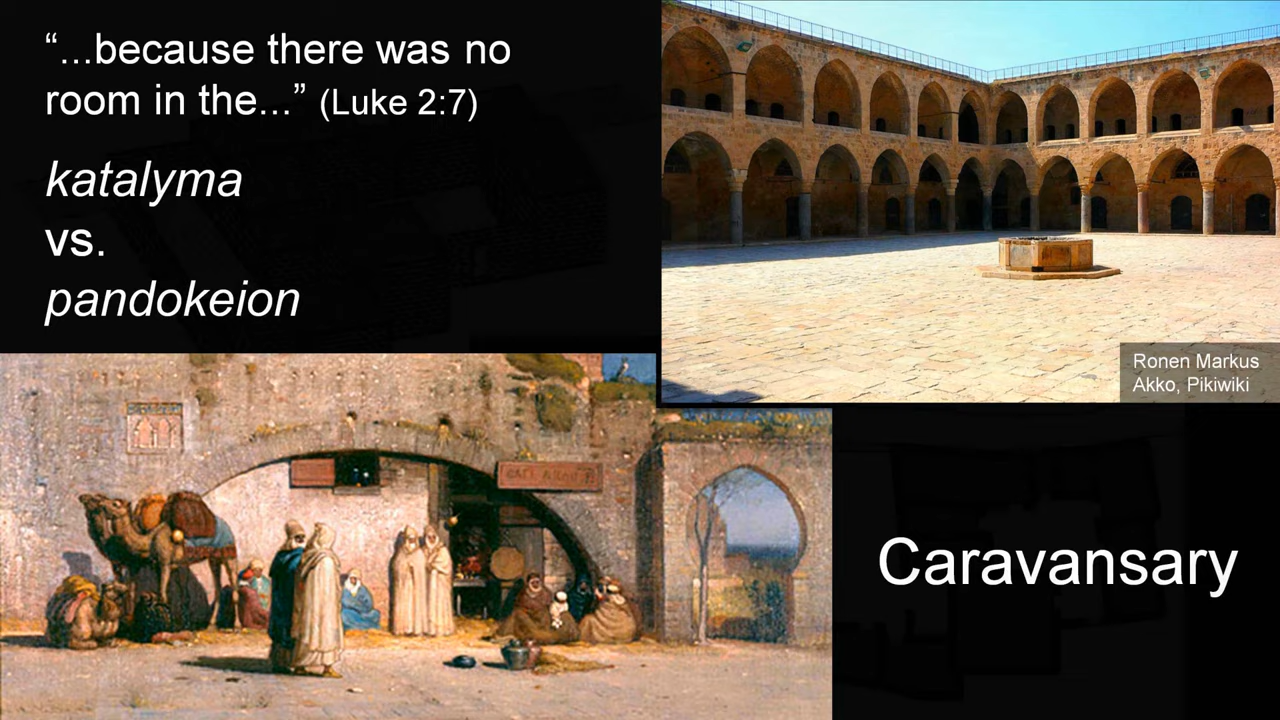 “...because there was no
room in the...” (Luke 2:7)
katalyma
vs.
pandokeion
Ronen Markus
Akko, Pikiwiki
Caravansary